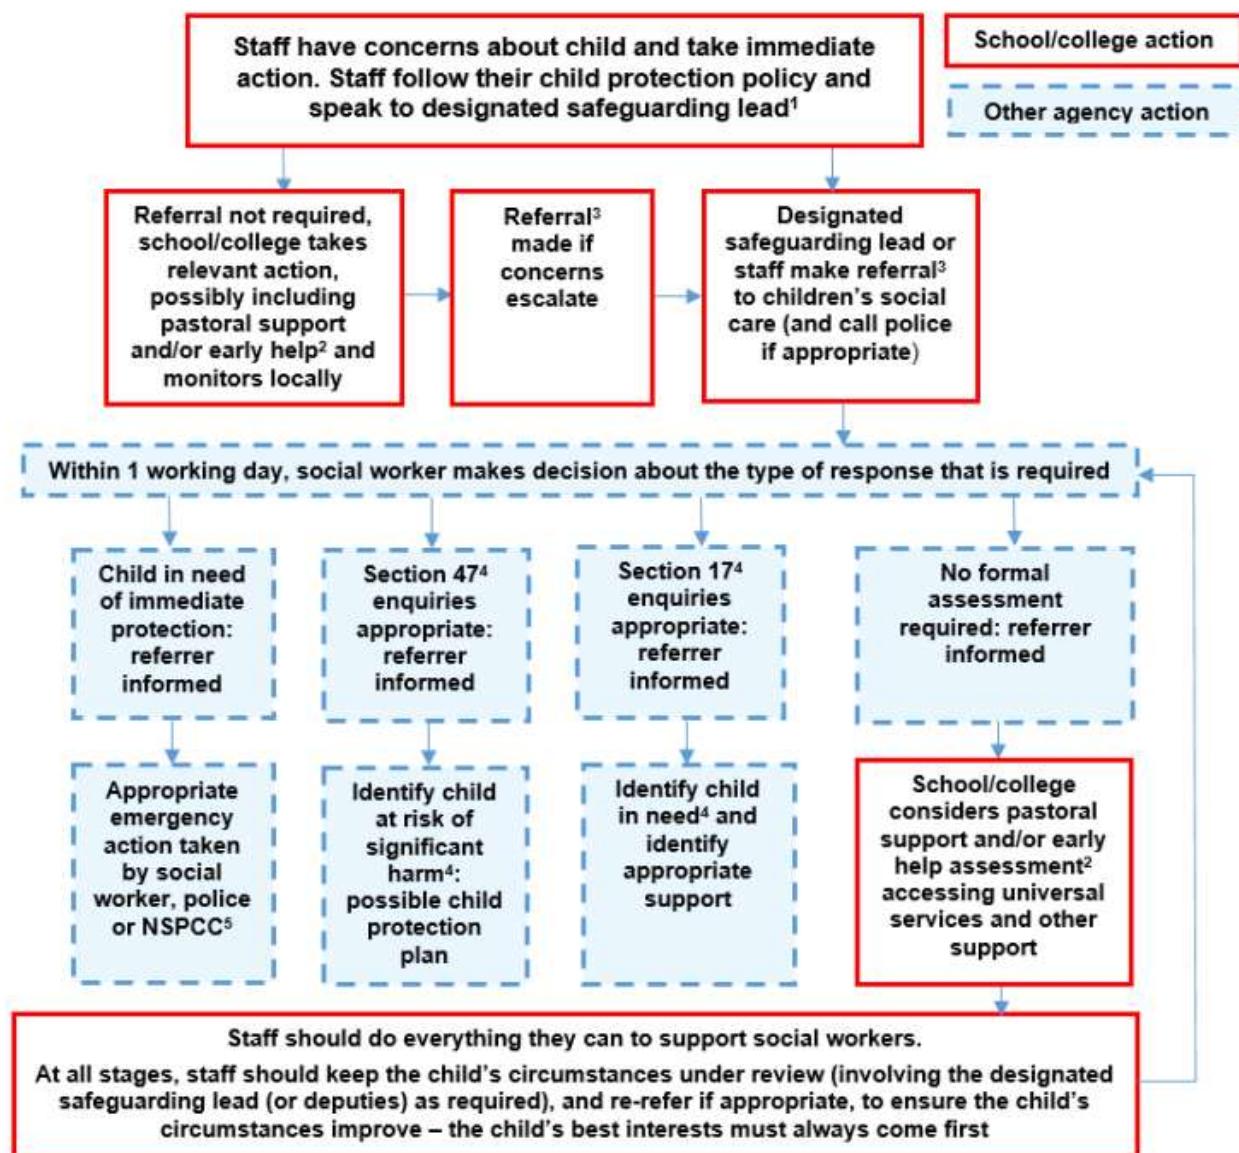 Staff have concerns about child and take immediate
action. Staff follow their child protection policy and
speak to designated safeguarding lead¹
School/college action
Other agency action
Referral not required,
school/college takes
relevant action,
possibly including
pastoral support
and/or early help² and
monitors locally
Referral³
made if
concerns
escalate
Designated
safeguarding lead or
staff make referral³
to children’s social
care (and call police
if appropriate)
Within 1 working day, social worker makes decision about the type of response that is required
Child in need
of immediate
protection:
referrer
informed
Section 47⁴
enquiries
appropriate:
referrer
informed
Section 17⁴
enquiries
appropriate:
referrer
informed
No formal
assessment
required: referrer
informed
Appropriate
emergency
action taken
by social
worker, police
or NSPCC⁵
Identify child
at risk of
significant
harm⁴:
possible child
protection
plan
Identify child
in need⁴ and
identify
appropriate
support
School/college
considers pastoral
support and/or early
help assessment²
accessing universal
services and other
support
Staff should do everything they can to support social workers.
At all stages, staff should keep the child’s circumstances under review (involving the designated
safeguarding lead (or deputies) as required), and re-refer if appropriate, to ensure the child’s
circumstances improve – the child’s best interests must always come first